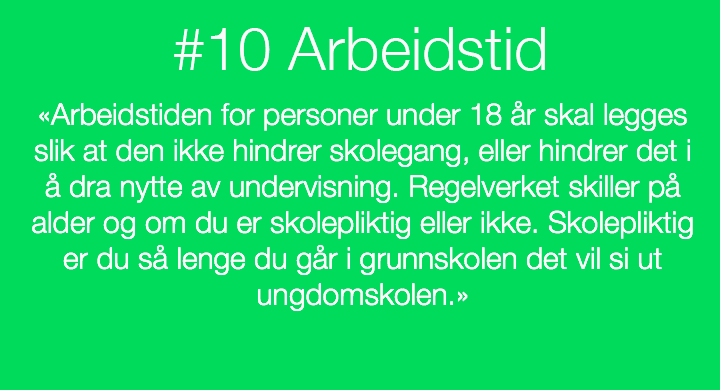 #10 Arbeidstid
«Arbeidstiden for personer under 18 år skal legges
slik at den ikke hindrer skolegang, eller hindrer det i
å dra nytte av undervisning. Regelverket skiller på
alder og om du er skolepliktig eller ikke. Skolepliktig
er du så lenge du går i grunnskolen det vil si ut
ungdomskolen.»